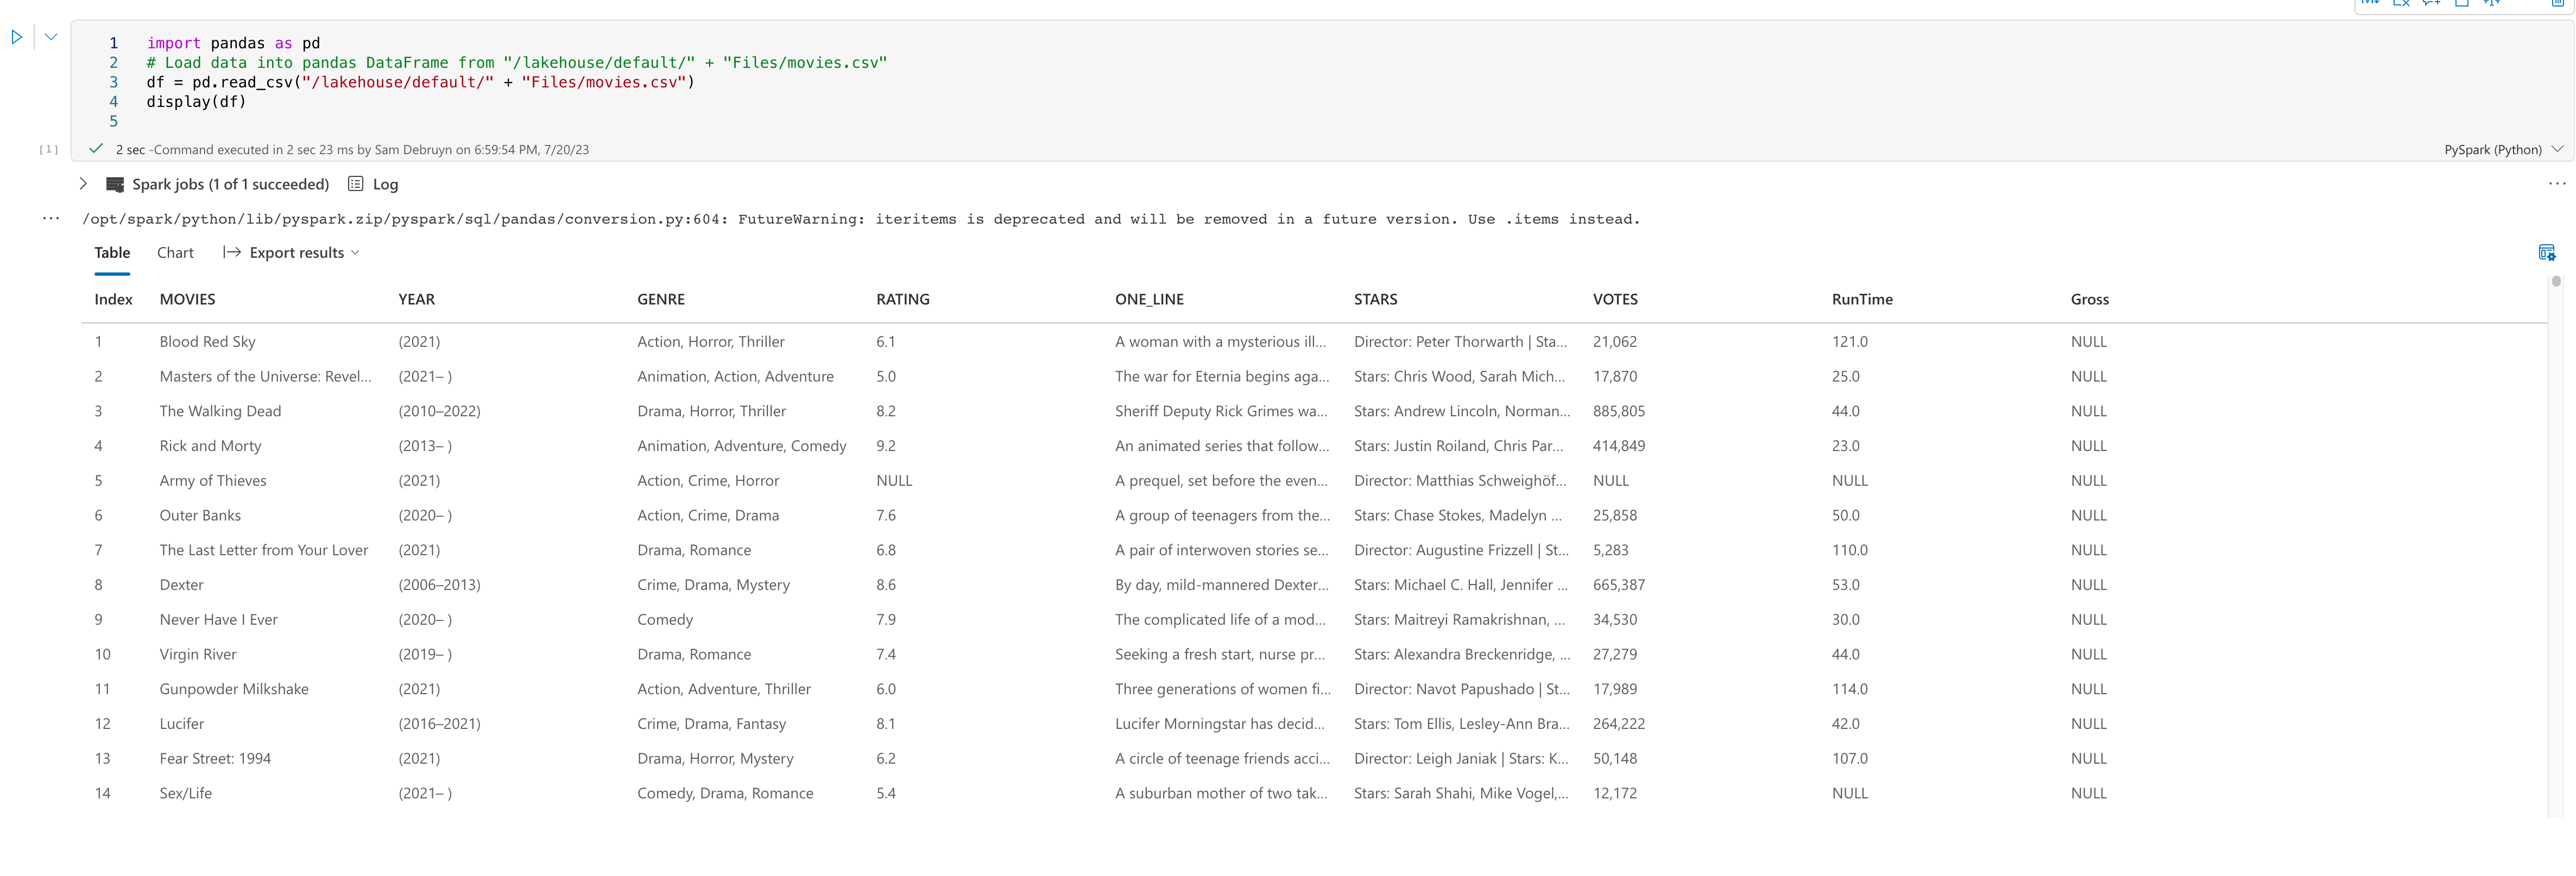 1 import pandas as pd
2 # Load data into pandas DataFrame from "/lakehouse/default/" + "Files/movies.csv"
3 df = pd.read_csv("/lakehouse/default/" + "Files/movies.csv")
4 display(df)
5
[1] 2 sec -Command executed in 2 sec 23 ms by Sam Debruyn on 6:59:54 PM, 7/20/23 PySpark (Python)
Spark jobs (1 of 1 succeeded) Log ...
... /opt/spark/python/lib/pyspark.zip/pyspark/sql/pandas/conversion.py:604: FutureWarning: iteritems is deprecated and will be removed in a future version. Use .items instead.
Table Chart Export results
Index MOVIES YEAR GENRE RATING ONE_LINE STARS VOTES RunTime Gross
1 Blood Red Sky (2021) Action, Horror, Thriller 6.1 A woman with a mysterious ill... Director: Peter Thorwarth | Sta... 21,062 121.0 NULL
2 Masters of the Universe: Revel... (2021– ) Animation, Action, Adventure 5.0 The war for Eternia begins aga... Stars: Chris Wood, Sarah Mich... 17,870 25.0 NULL
3 The Walking Dead (2010–2022) Drama, Horror, Thriller 8.2 Sheriff Deputy Rick Grimes wa... Stars: Andrew Lincoln, Norman... 885,805 44.0 NULL
4 Rick and Morty (2013– ) Animation, Adventure, Comedy 9.2 An animated series that follow... Stars: Justin Roiland, Chris Par... 414,849 23.0 NULL
5 Army of Thieves (2021) Action, Crime, Horror NULL A prequel, set before the even... Director: Matthias Schweighöf... NULL NULL NULL
6 Outer Banks (2020– ) Action, Crime, Drama 7.6 A group of teenagers from the... Stars: Chase Stokes, Madelyn ... 25,858 50.0 NULL
7 The Last Letter from Your Lover (2021) Drama, Romance 6.8 A pair of interwoven stories se... Director: Augustine Frizzell | St... 5,283 110.0 NULL
8 Dexter (2006–2013) Crime, Drama, Mystery 8.6 By day, mild-mannered Dexter... Stars: Michael C. Hall, Jennifer ... 665,387 53.0 NULL
9 Never Have I Ever (2020– ) Comedy 7.9 The complicated life of a mod... Stars: Maitreyi Ramakrishnan, ... 34,530 30.0 NULL
10 Virgin River (2019– ) Drama, Romance 7.4 Seeking a fresh start, nurse pr... Stars: Alexandra Breckenridge, ... 27,279 44.0 NULL
11 Gunpowder Milkshake (2021) Action, Adventure, Thriller 6.0 Three generations of women fi... Director: Navot Papushado | St... 17,989 114.0 NULL
12 Lucifer (2016–2021) Crime, Drama, Fantasy 8.1 Lucifer Morningstar has decid... Stars: Tom Ellis, Lesley-Ann Bra... 264,222 42.0 NULL
13 Fear Street: 1994 (2021) Drama, Horror, Mystery 6.2 A circle of teenage friends acci... Director: Leigh Janiak | Stars: K... 50,148 107.0 NULL
14 Sex/Life (2021– ) Comedy, Drama, Romance 5.4 A suburban mother of two tak... Stars: Sarah Shahi, Mike Vogel,... 12,172 NULL NULL